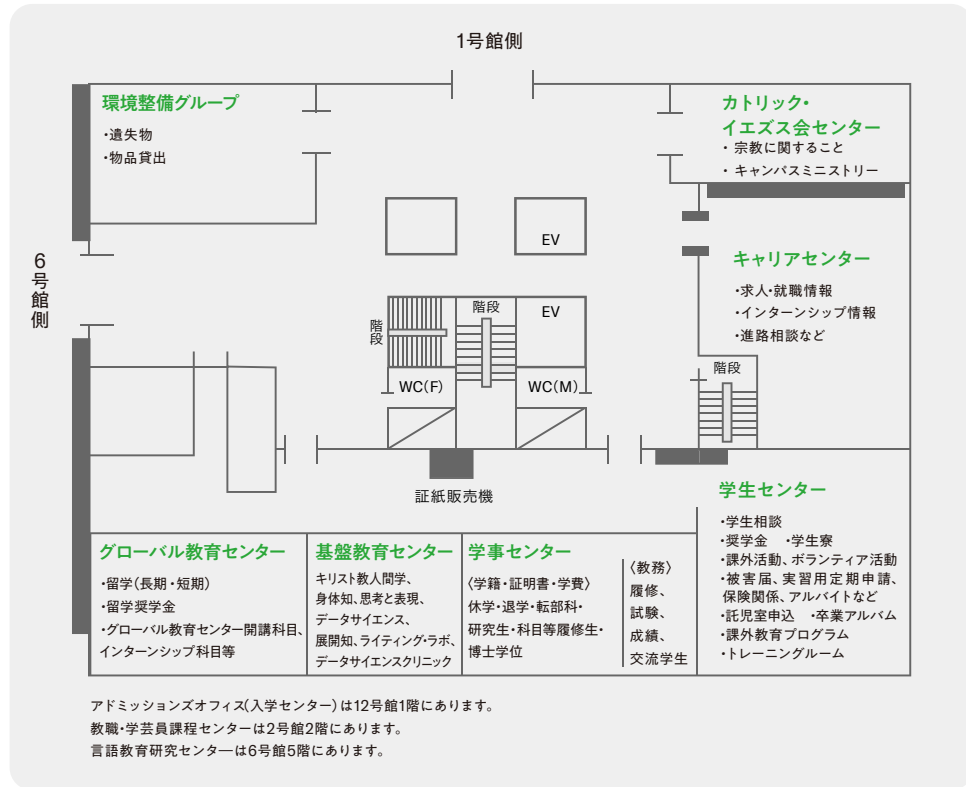 1号館側
環境整備グループ
・遺失物
・物品貸出
カトリック・
イエズス会センター
・ 宗教に関すること
・ キャンパスミニストリー
6号館側
EV
キャリアセンター
・求人・就職情報
・インターンシップ情報
・進路相談など
階段
階段
EV
階段
WC(F)
WC(M)
証紙販売機
学生センター
・学生相談
・奨学金 ・学生寮
・課外活動、ボランティア活動
・被害届、実習用定期申請、
保険関係、アルバイトなど
・託児室申込 ・卒業アルバム
・課外教育プログラム
・トレーニングルーム
グローバル教育センター
・留学(長期・短期)
・留学奨学金
・グローバル教育センター開講科目、
インターンシップ科目等
基盤教育センター
キリスト教人間学、
身体知、思考と表現、
データサイエンス、
展開知、ライティング・ラボ、
データサイエンスクリニック
学事センター
〈学籍・証明書・学費〉
休学・退学・転部科・
研究生・科目等履修生・
博士学位
〈教務〉
履修、
試験、
成績、
交流学生
アドミッションズオフィス(入学センター)は12号館1階にあります。
教職・学芸員課程センターは2号館2階にあります。
言語教育研究センターは6号館5階にあります。